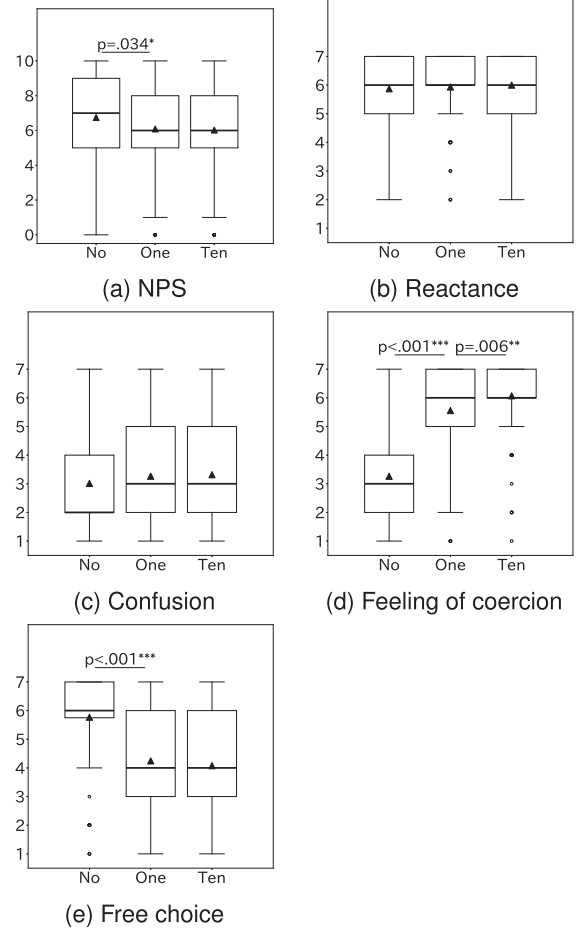 p=.034*
10
8
6
4
2
0
No One Ten
(a) NPS
7
6
5
4
3
2
1
No One Ten
(b) Reactance
7
6
5
4
3
2
1
No One Ten
(c) Confusion
p<.001*** p=.006**
7
6
5
4
3
2
1
No One Ten
(d) Feeling of coercion
p<.001***
7
6
5
4
3
2
1
No One Ten
(e) Free choice